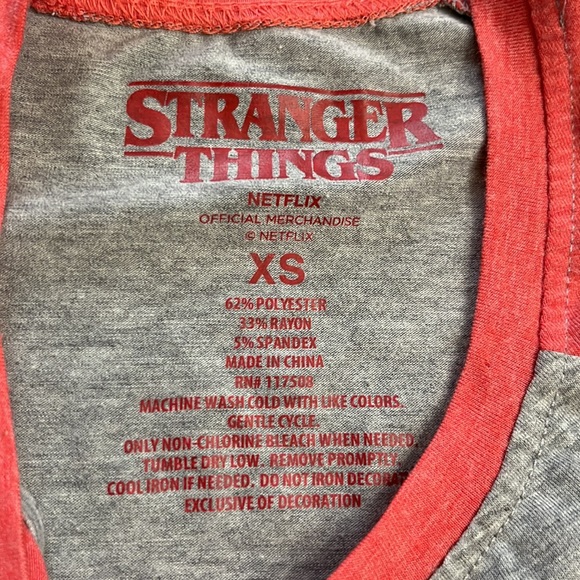 STRANGER
THINGS
NETFLIX
OFFICIAL MERCHANDISE
© NETFLIX
XS
62% POLYESTER
33% RAYON
5% SPANDEX
MADE IN CHINA
RN# 117508
MACHINE WASH COLD WITH LIKE COLORS.
GENTLE CYCLE.
ONLY NON-CHLORINE BLEACH WHEN NEEDED.
TUMBLE DRY LOW. REMOVE PROMPTLY.
COOL IRON IF NEEDED. DO NOT IRON DECORAT
EXCLUSIVE OF DECORATION